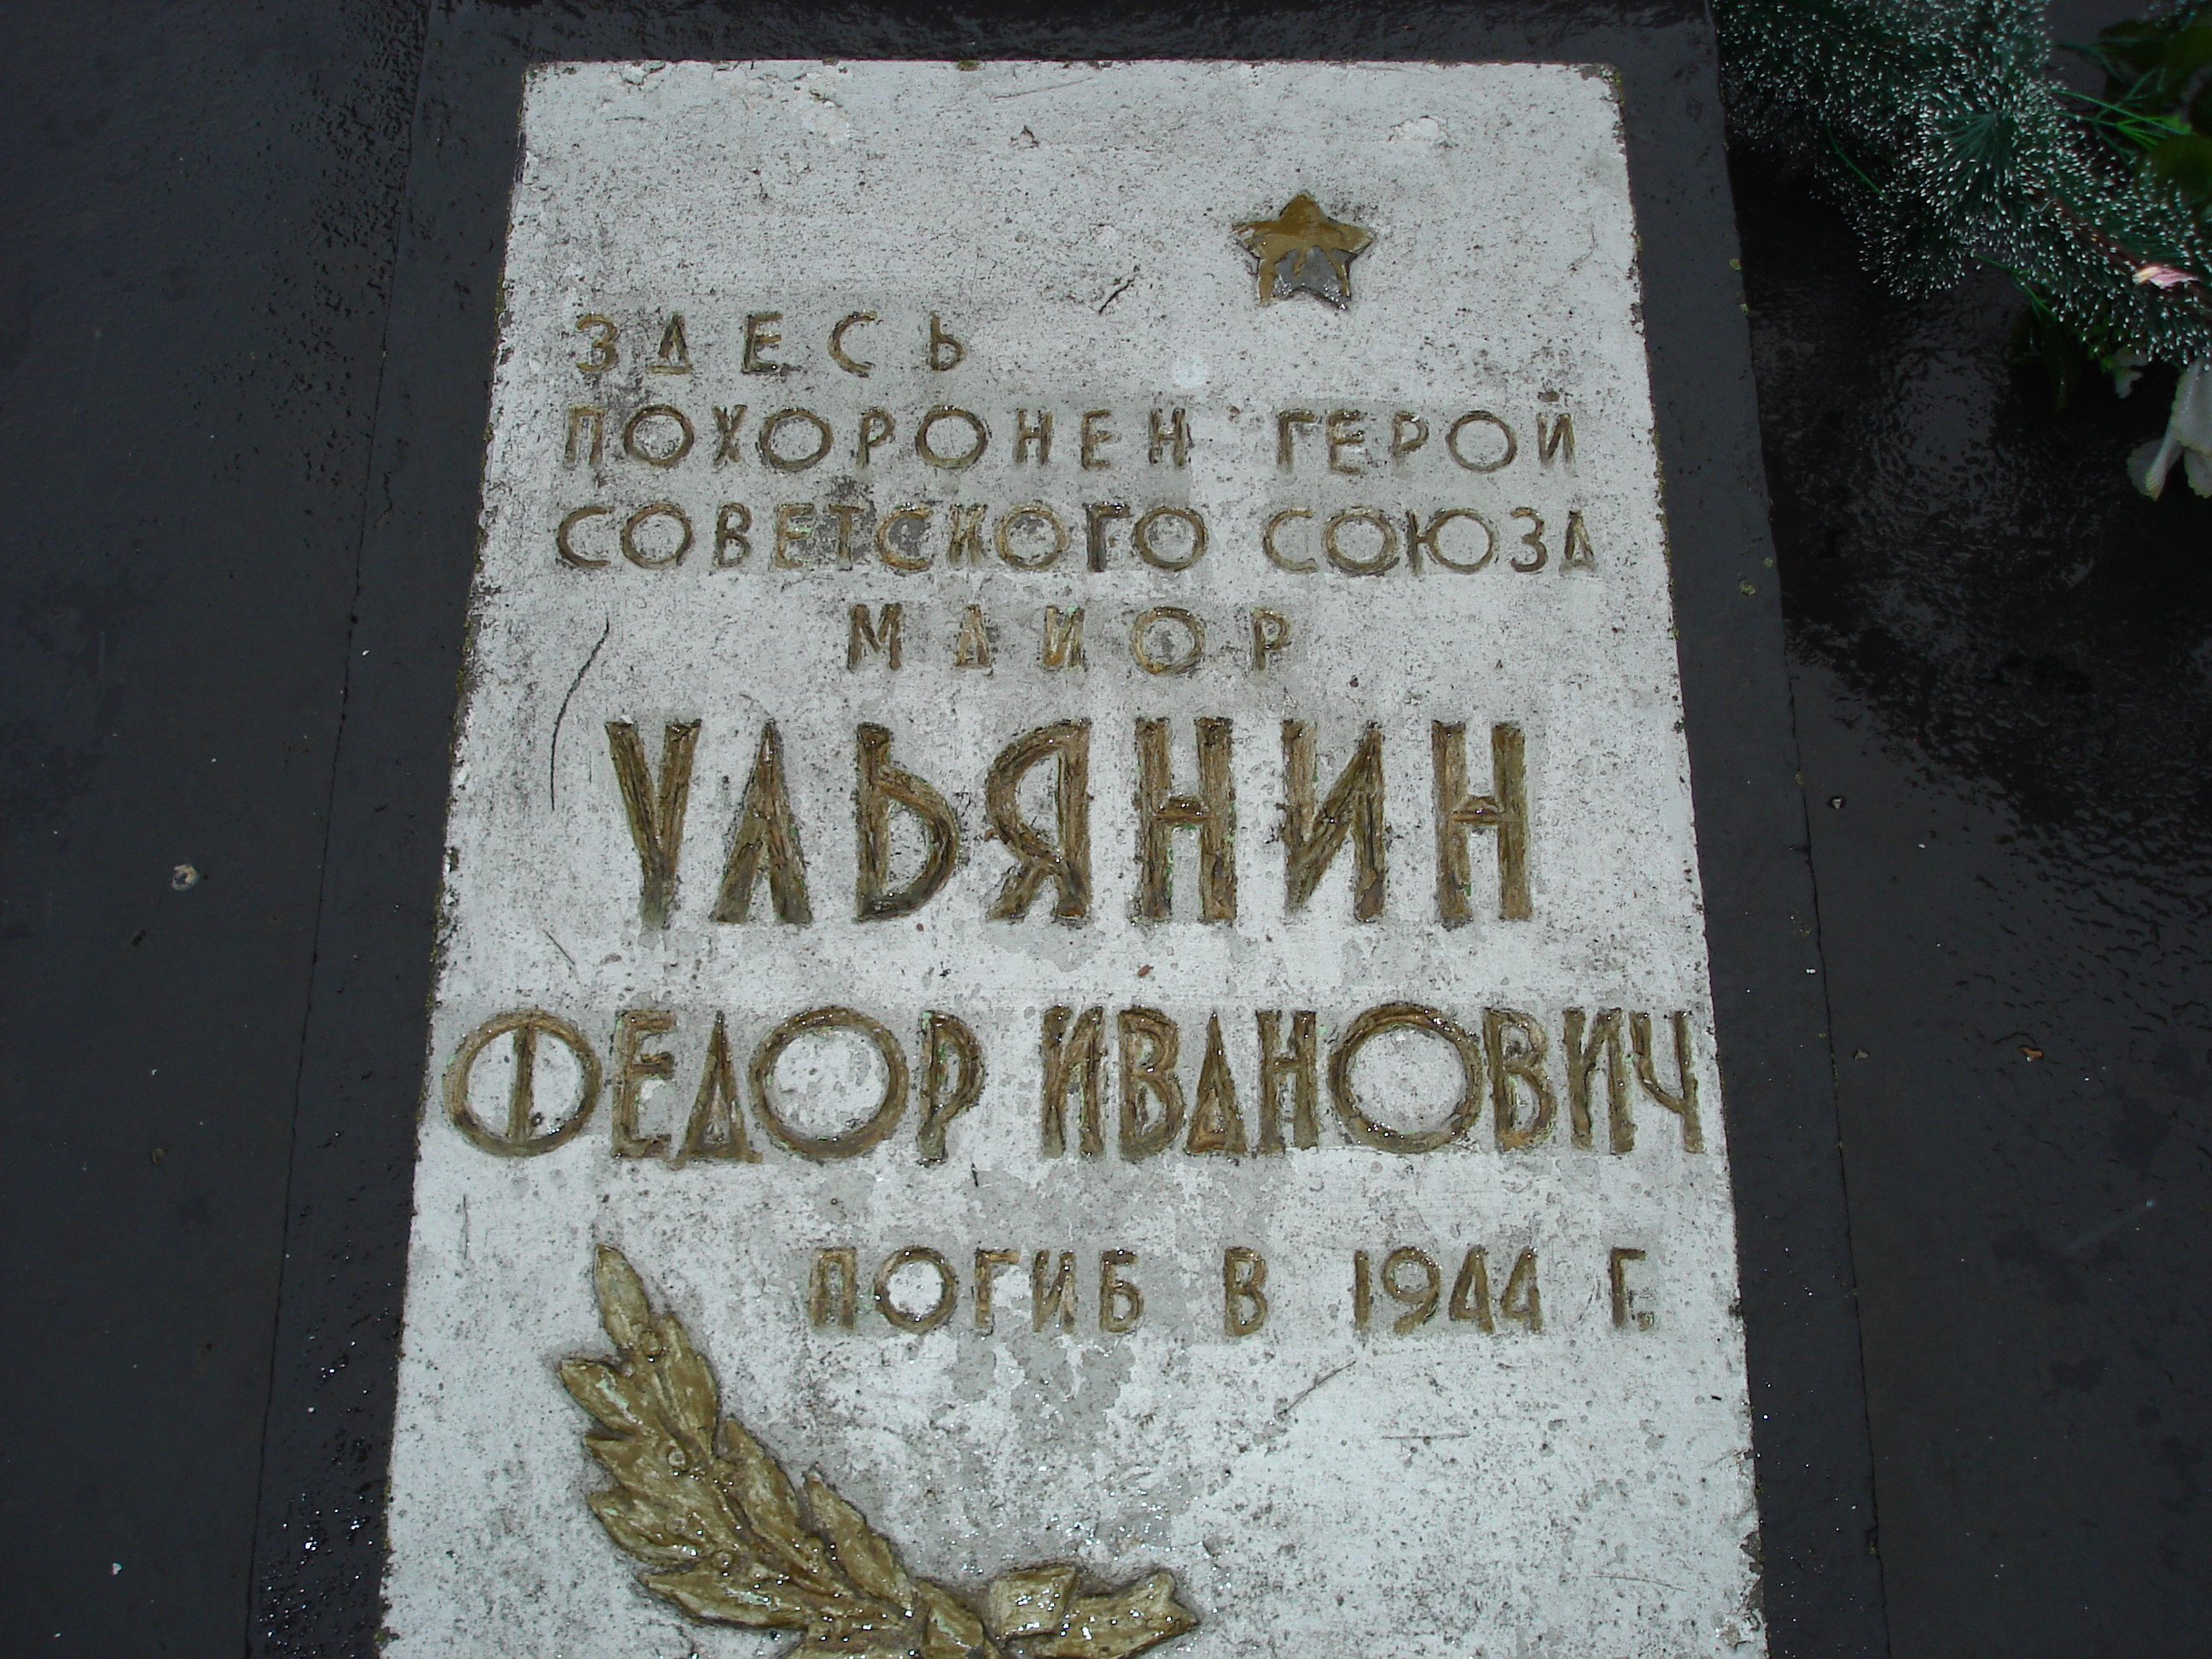 ЗДЕСЬ
ПОХОРОНЕН ГЕРОЙ
СОВЕТСКОГО СОЮЗА
МАЙОР
УЛЬЯНИН
ФЕДОР ИВАНОВИЧ
ПОГИБ В 1944 Г.